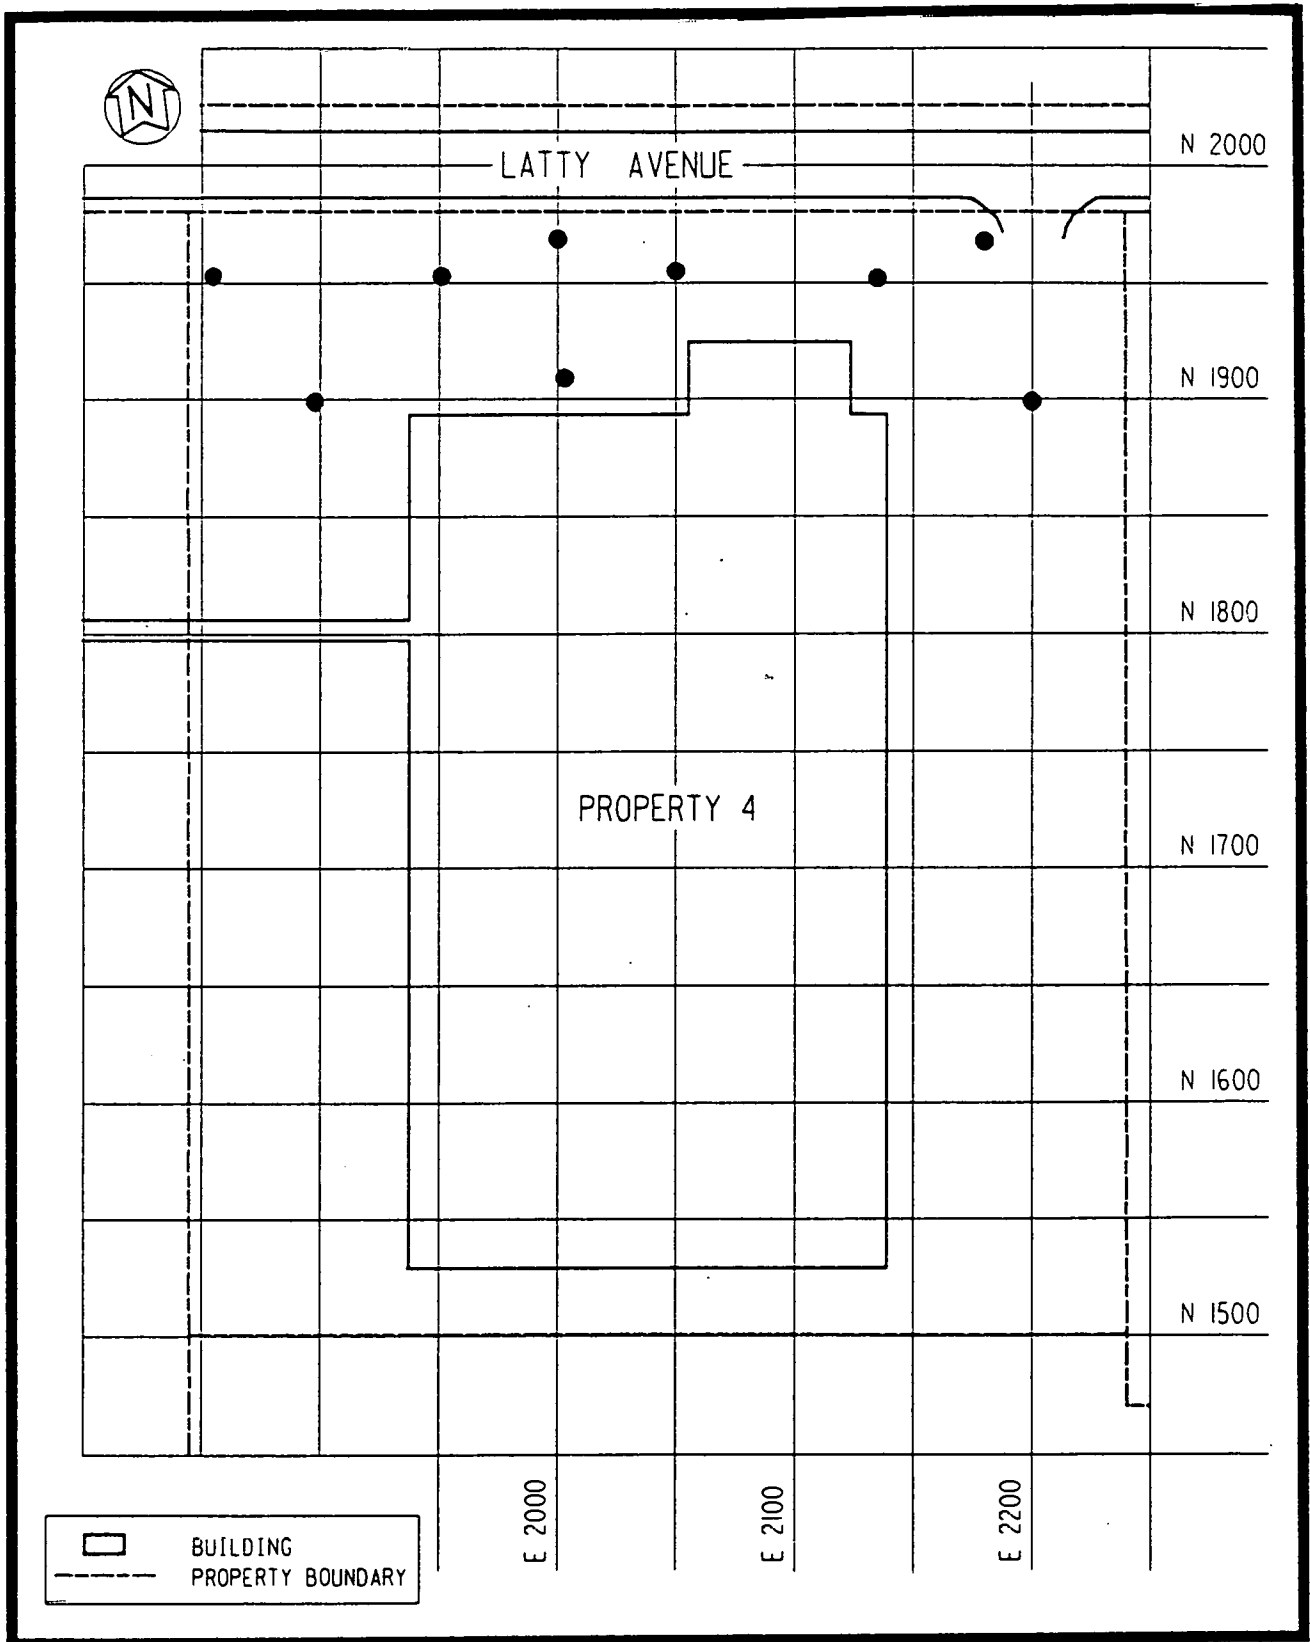 N
N 2000
LATTY AVENUE
N 1900
N 1800
PROPERTY 4
N 1700
N 1600
N 1500
E 2000
E 2100
E 2200
BUILDING
PROPERTY BOUNDARY